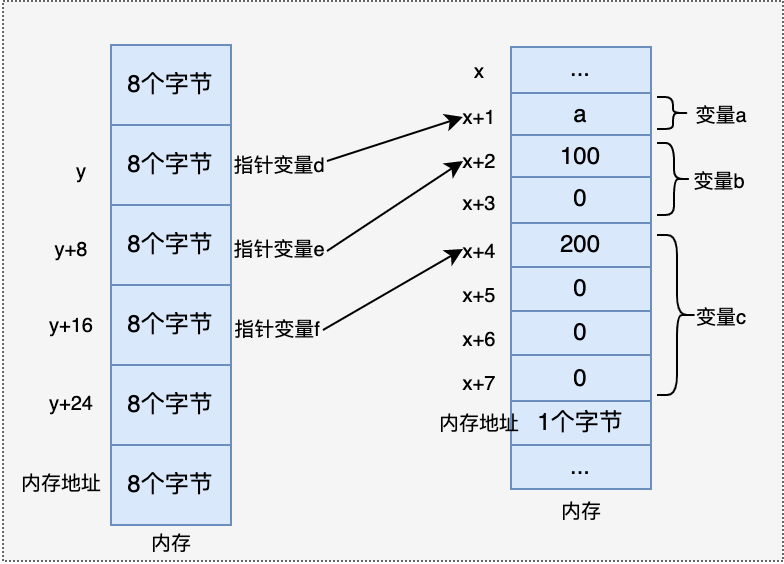 8个字节
y
8个字节
指针变量d
y+8
8个字节
指针变量e
y+16
8个字节
指针变量f
y+24
8个字节
内存地址
8个字节
内存
x
...
x+1
a
变量a
x+2
100
x+3
0
变量b
x+4
200
x+5
0
x+6
0
变量c
x+7
0
内存地址
1个字节
...
内存